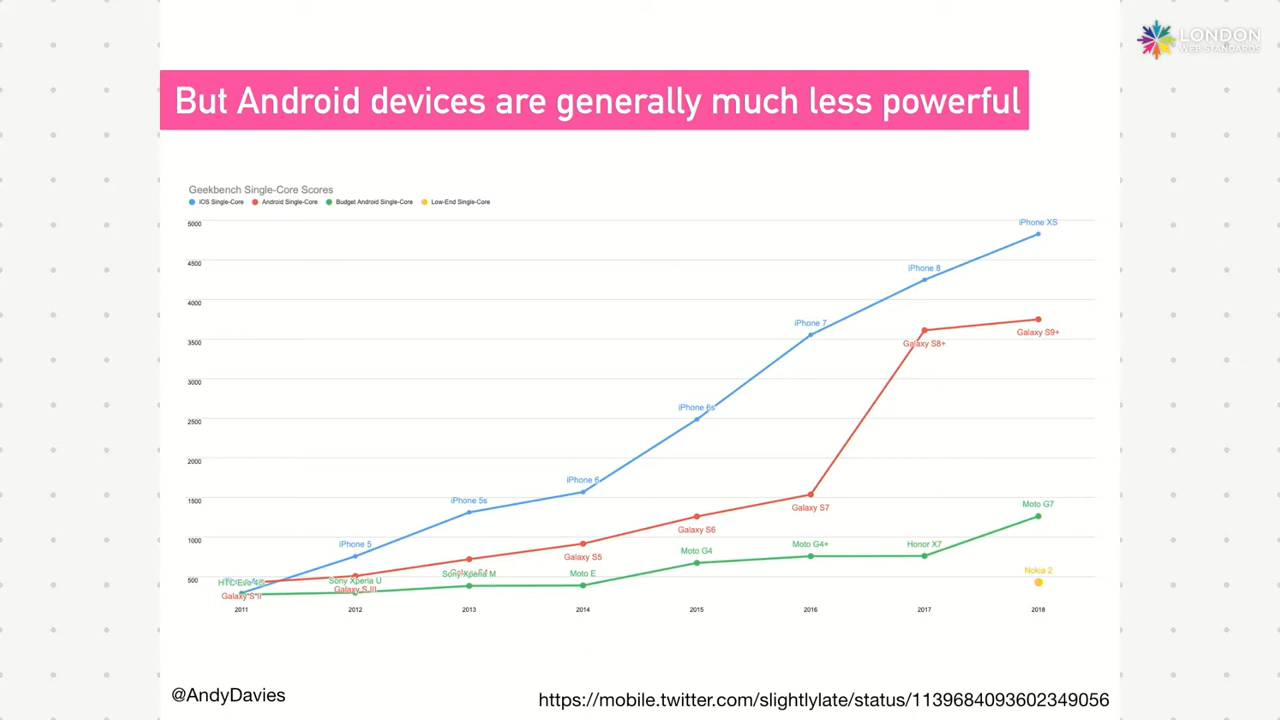 LONDON
WEB STANDARDS
But Android devices are generally much less powerful
Geekbench Single-Core Scores
iOS Single-Core Android Single-Core Budget Android Single-Core Low-End Single-Core
5000
iPhone XS
4500
iPhone 8
4000
iPhone 7
3500
Galaxy S8+
Galaxy S9+
3000
2500
iPhone 6s
2000
iPhone 6
1500
iPhone 5s
Galaxy S7
Moto G7
Galaxy S6
1000
iPhone 5
Galaxy S5
Moto G4
Moto G4+
Honor X7
500
Sony Xperia U
Galaxy S III
Sony Xperia M
Moto E
Nokia 2
HTC Evo 4G
Galaxy S II
2011 2012 2013 2014 2015 2016 2017 2018
@AndyDavies
https://mobile.twitter.com/slightlylate/status/1139684093602349056